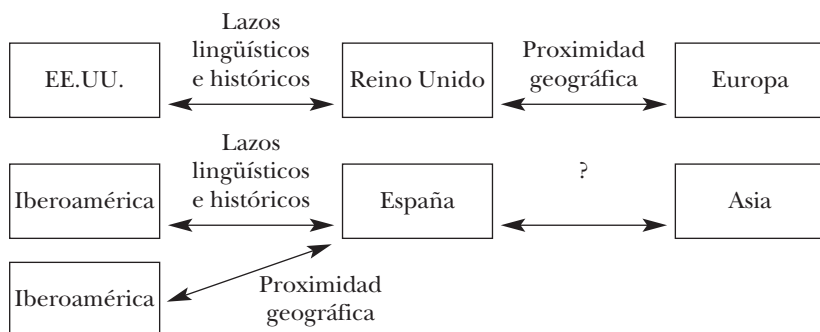 Lazos
lingüísticos
e históricos
Proximidad
geográfica
EE.UU.
Reino Unido
Europa
Lazos
lingüísticos
e históricos
?
Iberoamérica
España
Asia
Iberoamérica
Proximidad
geográfica